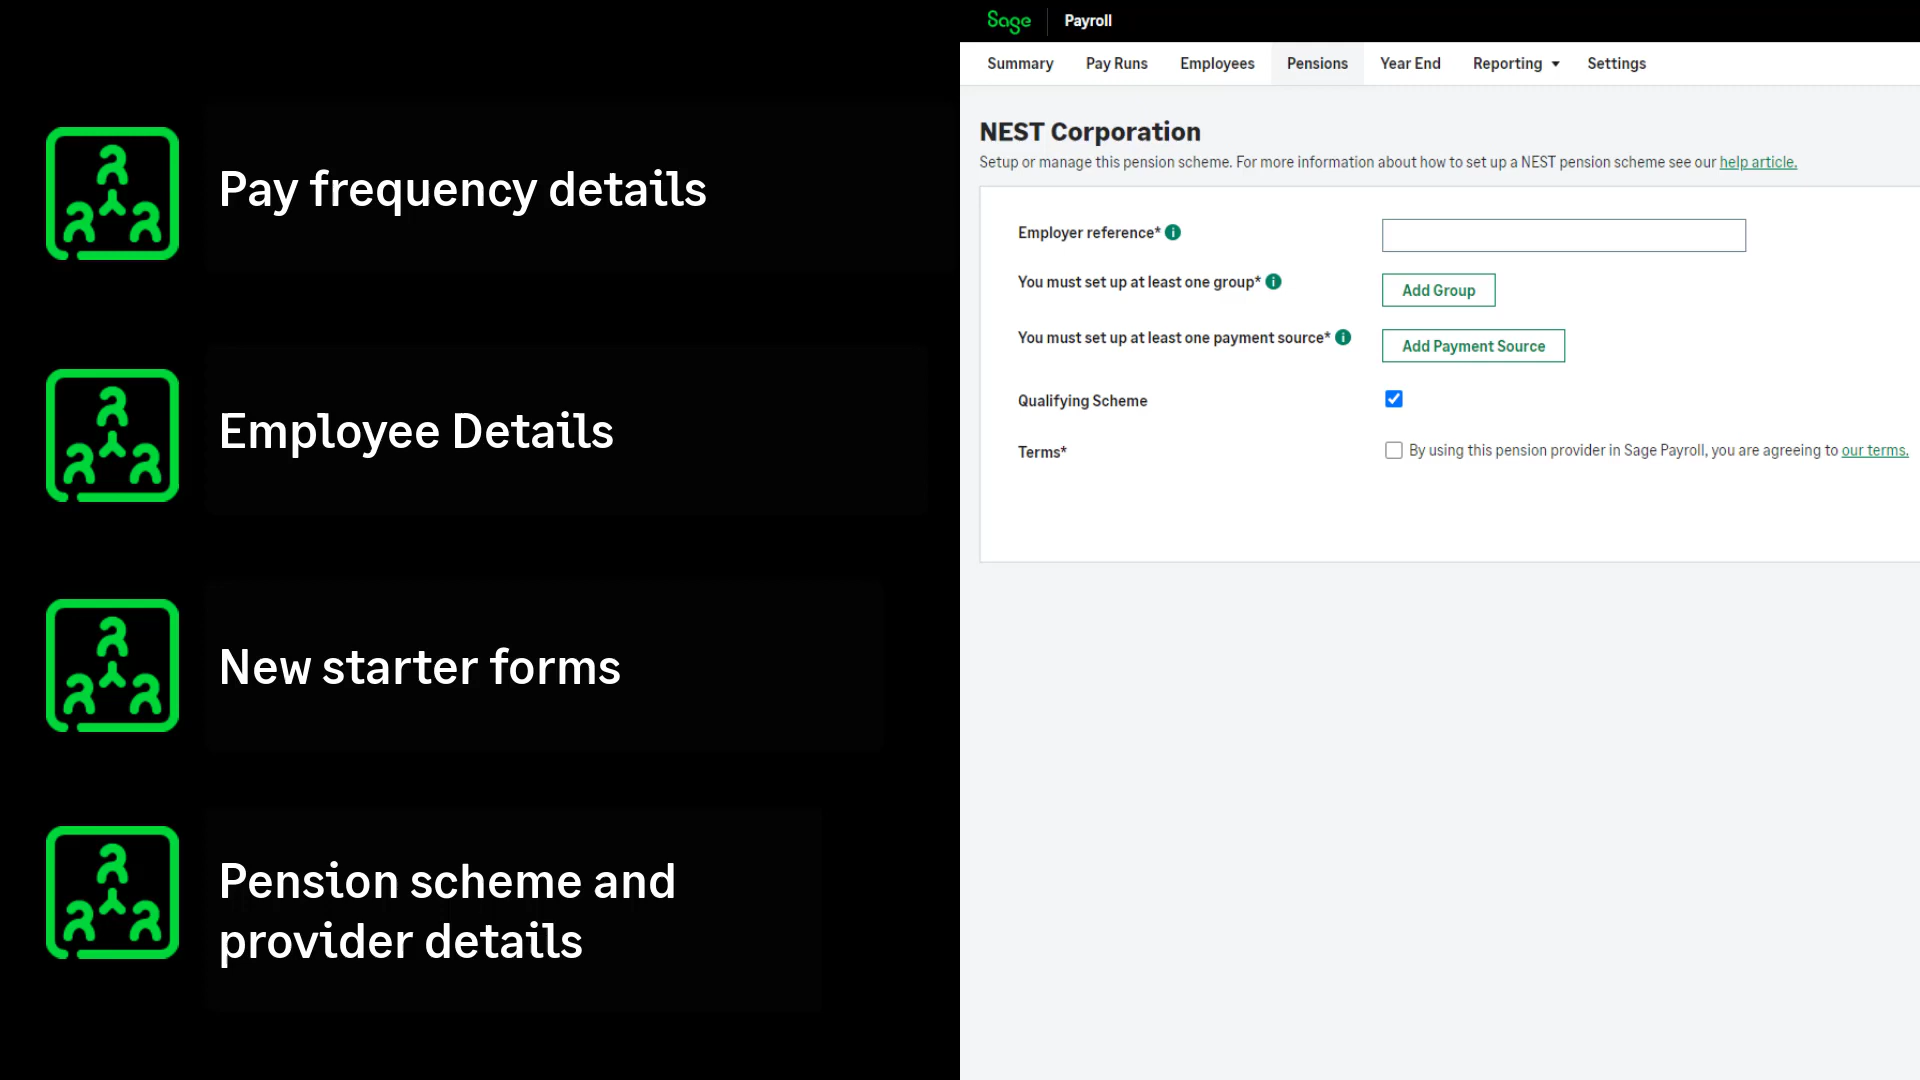 Pay frequency details
Employee Details
New starter forms
Pension scheme and
provider details
Sage Payroll
Summary Pay Runs Employees Pensions Year End Reporting Settings
NEST Corporation
Setup or manage this pension scheme. For more information about how to set up a NEST pension scheme see our help article.
Employer reference* i
You must set up at least one group* i Add Group
You must set up at least one payment source* i Add Payment Source
Qualifying Scheme
Terms* By using this pension provider in Sage Payroll, you are agreeing to our terms.